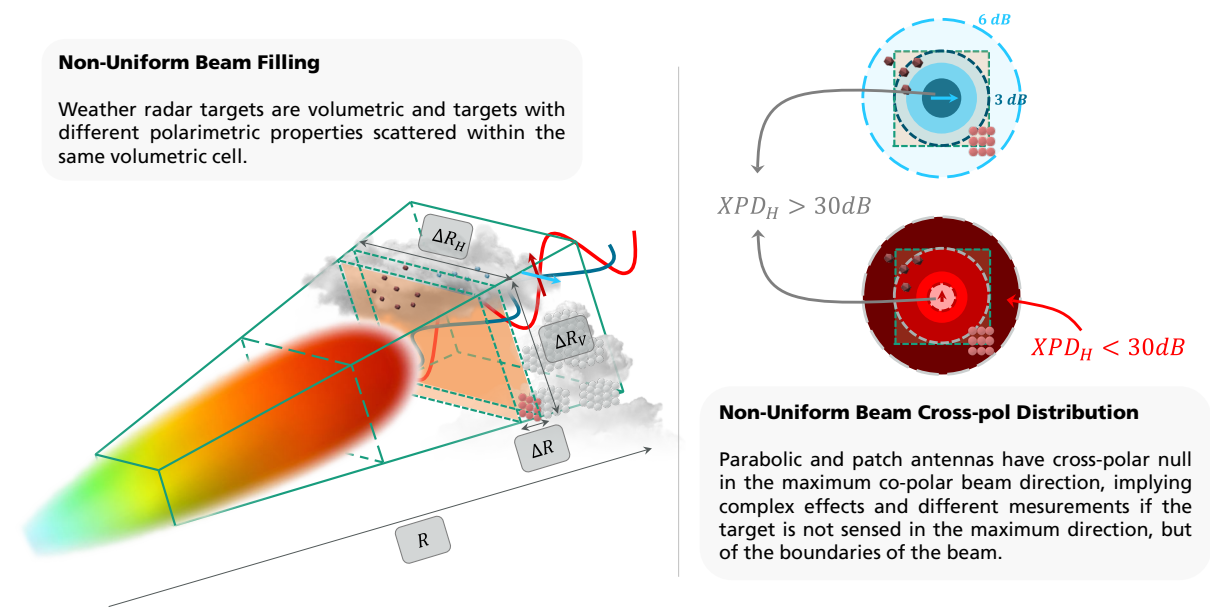 Non-Uniform Beam Filling
Weather radar targets are volumetric and targets with
different polarimetric properties scattered within the
same volumetric cell.
ΔR_H
ΔR_V
ΔR
R
6 dB
3 dB
XPD_H > 30dB
XPD_H < 30dB
Non-Uniform Beam Cross-pol Distribution
Parabolic and patch antennas have cross-polar null
in the maximum co-polar beam direction, implying
complex effects and different mesurements if the
target is not sensed in the maximum direction, but
of the boundaries of the beam.